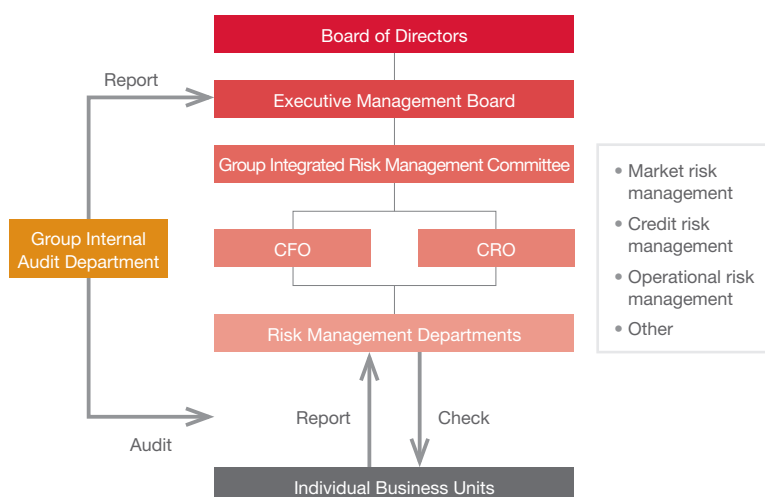 Board of Directors
Report
Executive Management Board
Group Integrated Risk Management Committee
• Market risk
management
• Credit risk
management
• Operational risk
management
• Other
Group Internal
Audit Department
CFO
CRO
Risk Management Departments
Report
Check
Audit
Individual Business Units